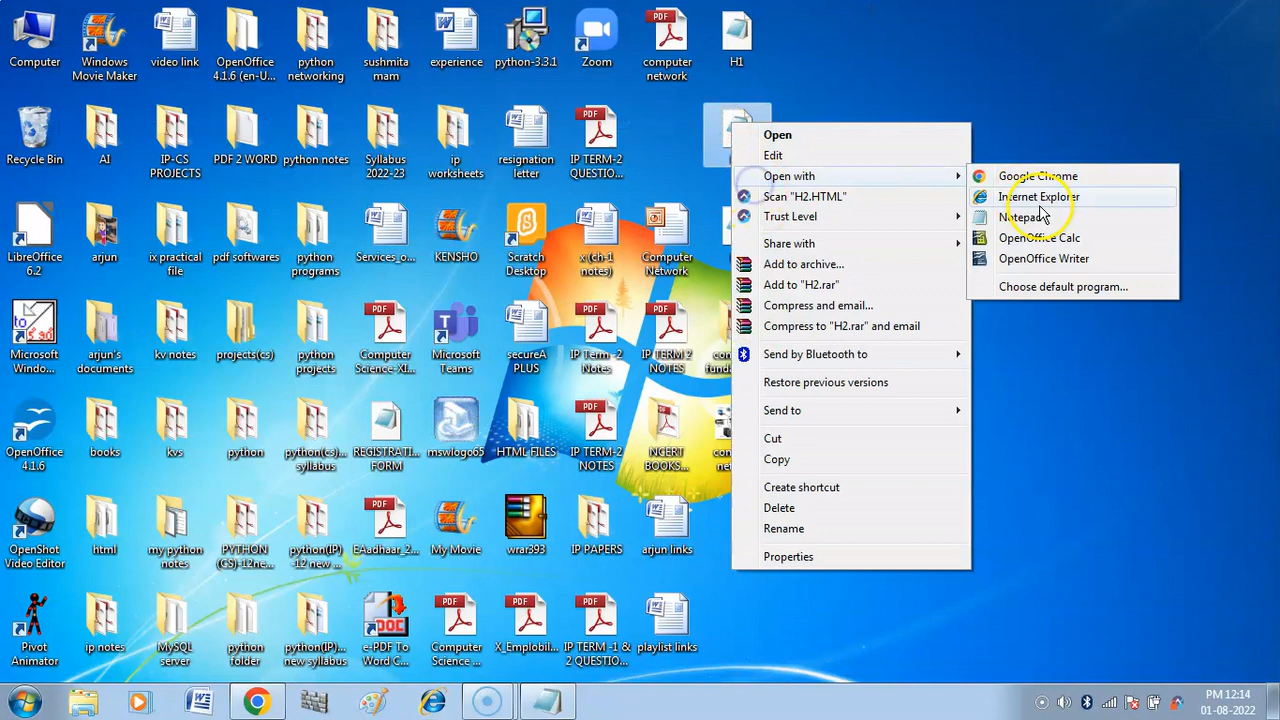 Computer
Windows
Movie Maker
video link
OpenOffice
4.1.6 (en-U...
python
networking
sushmita
mam
experience
python-3.3.1
Zoom
computer
network
H1
Recycle Bin
AI
IP-CS
PROJECTS
PDF 2 WORD
python notes
Syllabus
2022-23
ip
worksheets
resignation
letter
IP TERM-2
QUESTIO...
LibreOffice
6.2
arjun
ix practical
file
pdf softwares
python
programs
Services_o...
KENSHO
Scratch
Desktop
x (ch-1
notes)
Computer
Network
Microsoft
Windo...
arjun's
documents
kv notes
projects(cs)
python
projects
Computer
Science-XI...
Microsoft
Teams
secureA
PLUS
IP Term -2
Notes
IP TERM 2
NOTES
OpenOffice
4.1.6
books
kvs
python
python(cs)
syllabus
REGISTRATI...
FORM
mswlogo65
HTML FILES
IP TERM-2
NOTES
NCERT
BOOKS...
OpenShot
Video Editor
html
my python
notes
PYTHON
(CS)-12ne...
python(IP)
-12 new ...
EAadhaar_2...
My Movie
wrar393
IP PAPERS
arjun links
Pivot
Animator
ip notes
MySQL
server
python
folder
python(IP)...
new syllabus
e-PDF To
Word C...
Computer
Science ...
X_Emplobil...
IP TERM -1 &
2 QUESTIO...
playlist links
Open
Edit
Open with
Scan "H2.HTML"
Trust Level
Share with
Add to archive...
Add to "H2.rar"
Compress and email...
Compress to "H2.rar" and email
Send by Bluetooth to
Restore previous versions
Send to
Cut
Copy
Create shortcut
Delete
Rename
Properties
Google Chrome
Internet Explorer
Notepad
OpenOffice Calc
OpenOffice Writer
Choose default program...
PM 12:14
01-08-2022